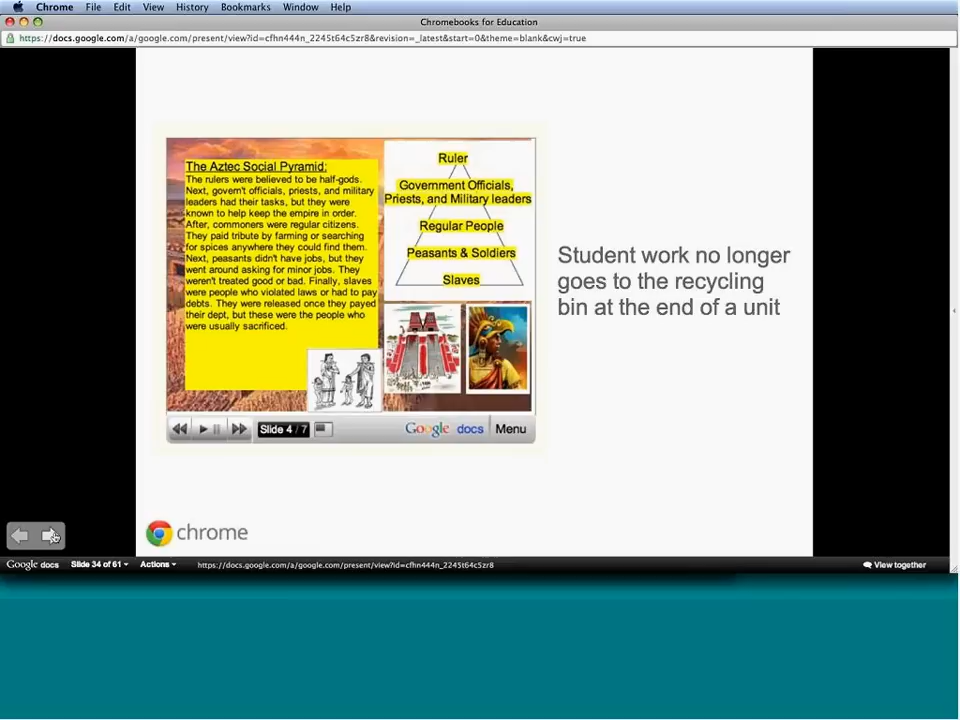 Chrome File Edit View History Bookmarks Window Help
Chromebooks for Education
https://docs.google.com/a/google.com/present/view?id=cfhn444n_2245t64c5zr8&revision=_latest&start=0&theme=blank&cwj=true
The Aztec Social Pyramid:
The rulers were believed to be half-gods.
Next, govern't officials, priests, and military
leaders had their tasks, but they were
known to help keep the empire in order.
After, commoners were regular citizens.
They paid tribute by farming or searching
for spices anywhere they could find them.
Next, peasants didn't have jobs, but they
went around asking for minor jobs. They
weren't treated good or bad. Finally, slaves
were people who violated laws or had to pay
debts. They were released once they payed
their dept, but these were the people who
were usually sacrificed.
Ruler
Government Officials,
Priests, and Military leaders
Regular People
Peasants & Soldiers
Slaves
Slide 4 / 7
Google docs
Menu
Student work no longer
goes to the recycling
bin at the end of a unit
chrome
Google docs Slide 34 of 61 Actions https://docs.google.com/a/google.com/present/view?id=cfhn444n_2245t64c5zr8 View together